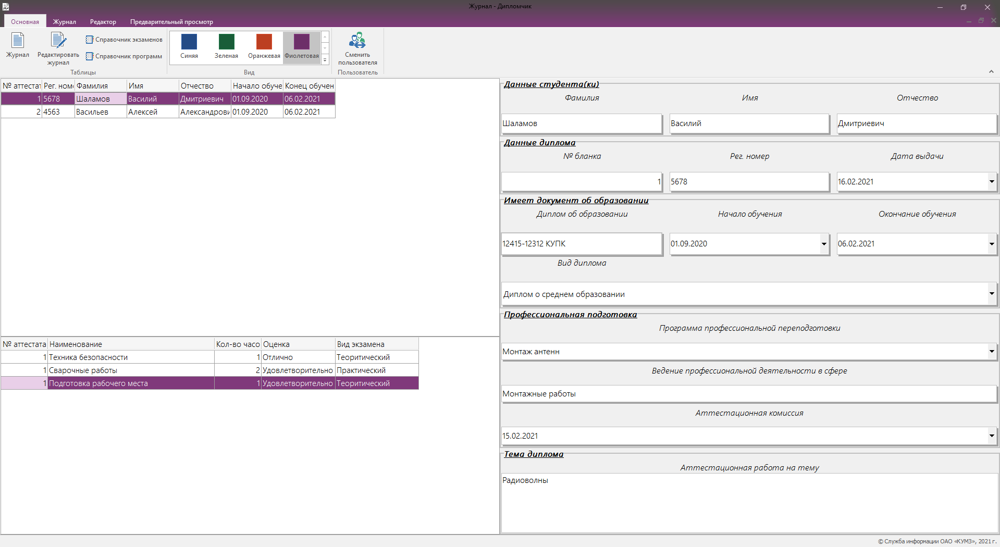 Журнал - Дипломчик
Основная Журнал Редактор Предварительный просмотр
Журнал
Редактировать журнал
Справочник экзаменов
Справочник программ
Таблицы
Синяя Зеленая Оранжевая Фиолетовая
Вид
Сменить пользователя
Пользователь
№ аттестат Рег. номе Фамилия Имя Отчество Начало обуче Конец обучен
1 5678 Шаламов Василий Дмитриевич 01.09.2020 06.02.2021
2 4563 Васильев Алексей Александрови 01.09.2020 06.02.2021
№ аттестата Наименование Кол-во часо Оценка Вид экзамена
1 Техника безопасности 1 Отлично Теоритический
1 Сварочные работы 2 Удовлетворительно Практический
1 Подготовка рабочего места 1 Удовлетворительно Теоритический
Данные студента(ки)
Фамилия Имя Отчество
Шаламов Василий Дмитриевич
Данные диплома
№ бланка Рег. номер Дата выдачи
1 5678 16.02.2021
Имеет документ об образовании
Диплом об образовании Начало обучения Окончание обучения
12415-12312 КУПК 01.09.2020 06.02.2021
Вид диплома
Диплом о среднем образовании
Профессиональная подготовка
Программа профессиональной переподготовки
Монтаж антенн
Ведение профессиональной деятельности в сфере
Монтажные работы
Аттестационная комиссия
15.02.2021
Тема диплома
Аттестационная работа на тему
Радиоволны
© Служба информации ОАО «КУМЗ», 2021 г.